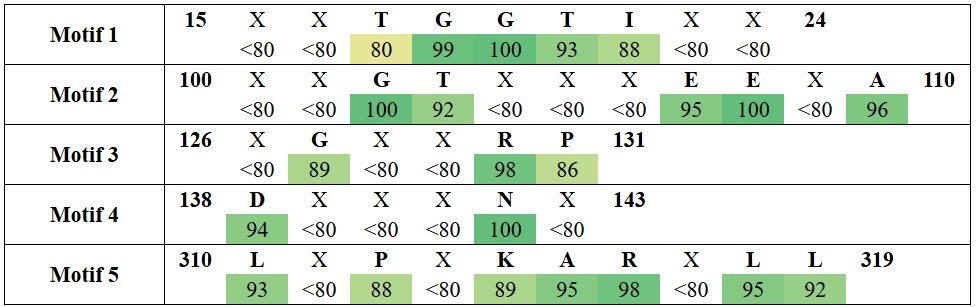 15 X X T G G T I X X 24
Motif 1
<80 <80 80 99 100 93 88 <80 <80
100 X X G T X X X E E X A 110
Motif 2
<80 <80 100 92 <80 <80 <80 95 100 <80 96
126 X G X X R P 131
Motif 3
<80 89 <80 <80 98 86
138 D X X X N X 143
Motif 4
94 <80 <80 <80 100 <80
310 L X P X K A R X L L 319
Motif 5
93 <80 88 <80 89 95 98 <80 95 92